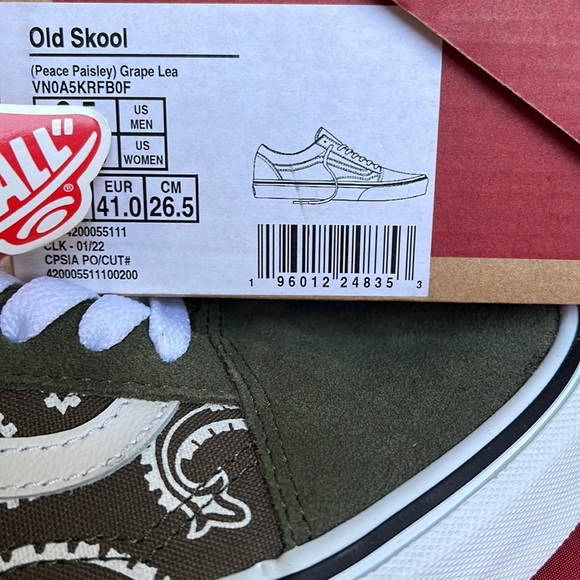 Old Skool
(Peace Paisley) Grape Lea
VN0A5KRFB0F
US
MEN
US
WOMEN
ALL"
®
EUR
CM
41.0
26.5
4200055111
CLK - 01/22
CPSIA PO/CUT#
420005511100200
1 96012 24835 3